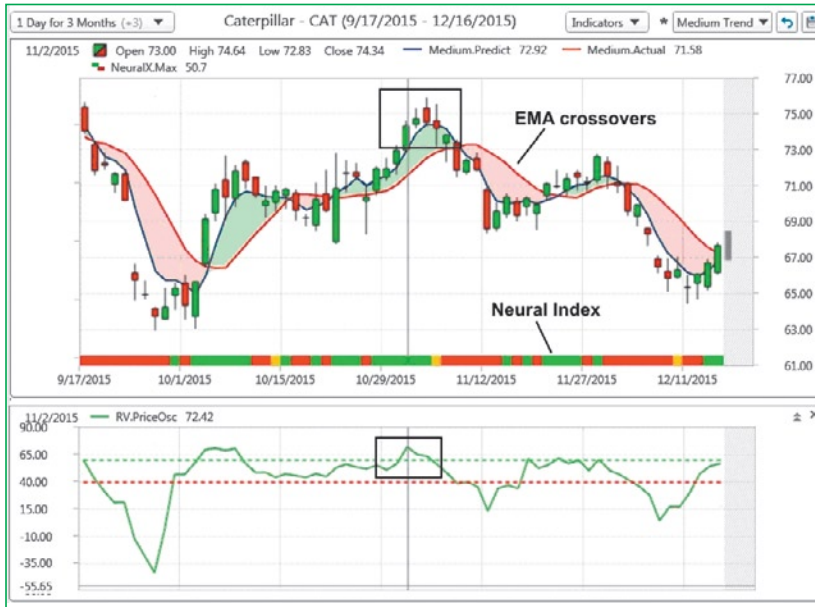 1 Day for 3 Months (+3)
Caterpillar - CAT (9/17/2015 - 12/16/2015)
Indicators
* Medium Trend
11/2/2015 Open 73.00 High 74.64 Low 72.83 Close 74.34 Medium.Predict 72.92 Medium.Actual 71.58
NeuralX.Max 50.7
77.00
75.00
EMA crossovers
73.00
71.00
69.00
67.00
65.00
Neural Index
63.00
61.00
9/17/2015 10/1/2015 10/15/2015 10/29/2015 11/12/2015 11/27/2015 12/11/2015
11/2/2015 RV.PriceOsc 72.42
90.00
65.00
40.00
15.00
-10.00
-35.00
-55.65